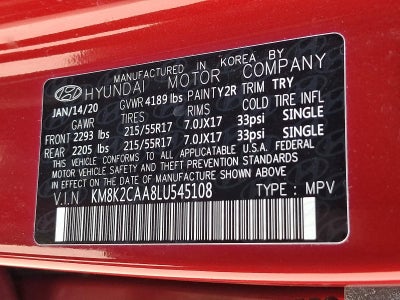 MANUFACTURED IN KOREA BY
HYUNDAI MOTOR COMPANY
JAN/14/20 GVWR 4189 lbs PAINT Y2R TRIM TRY
GAWR TIRES RIMS COLD TIRE INFL
FRONT 2293 lbs 215/55R17 7.0JX17 33psi SINGLE
REAR 2205 lbs 215/55R17 7.0JX17 33psi SINGLE
THIS VEHICLE CONFORMS TO ALL APPLICATABLE U.S.A. FEDERAL
MOTOR VEHICLE SAFETY AND THEFT PREVENTION STANDARDS
IN EFFECT ON THE DATE OF MANUFACTURE SHOWN ABOVE
V.I.N KM8K2CAA8LU545108 TYPE : MPV